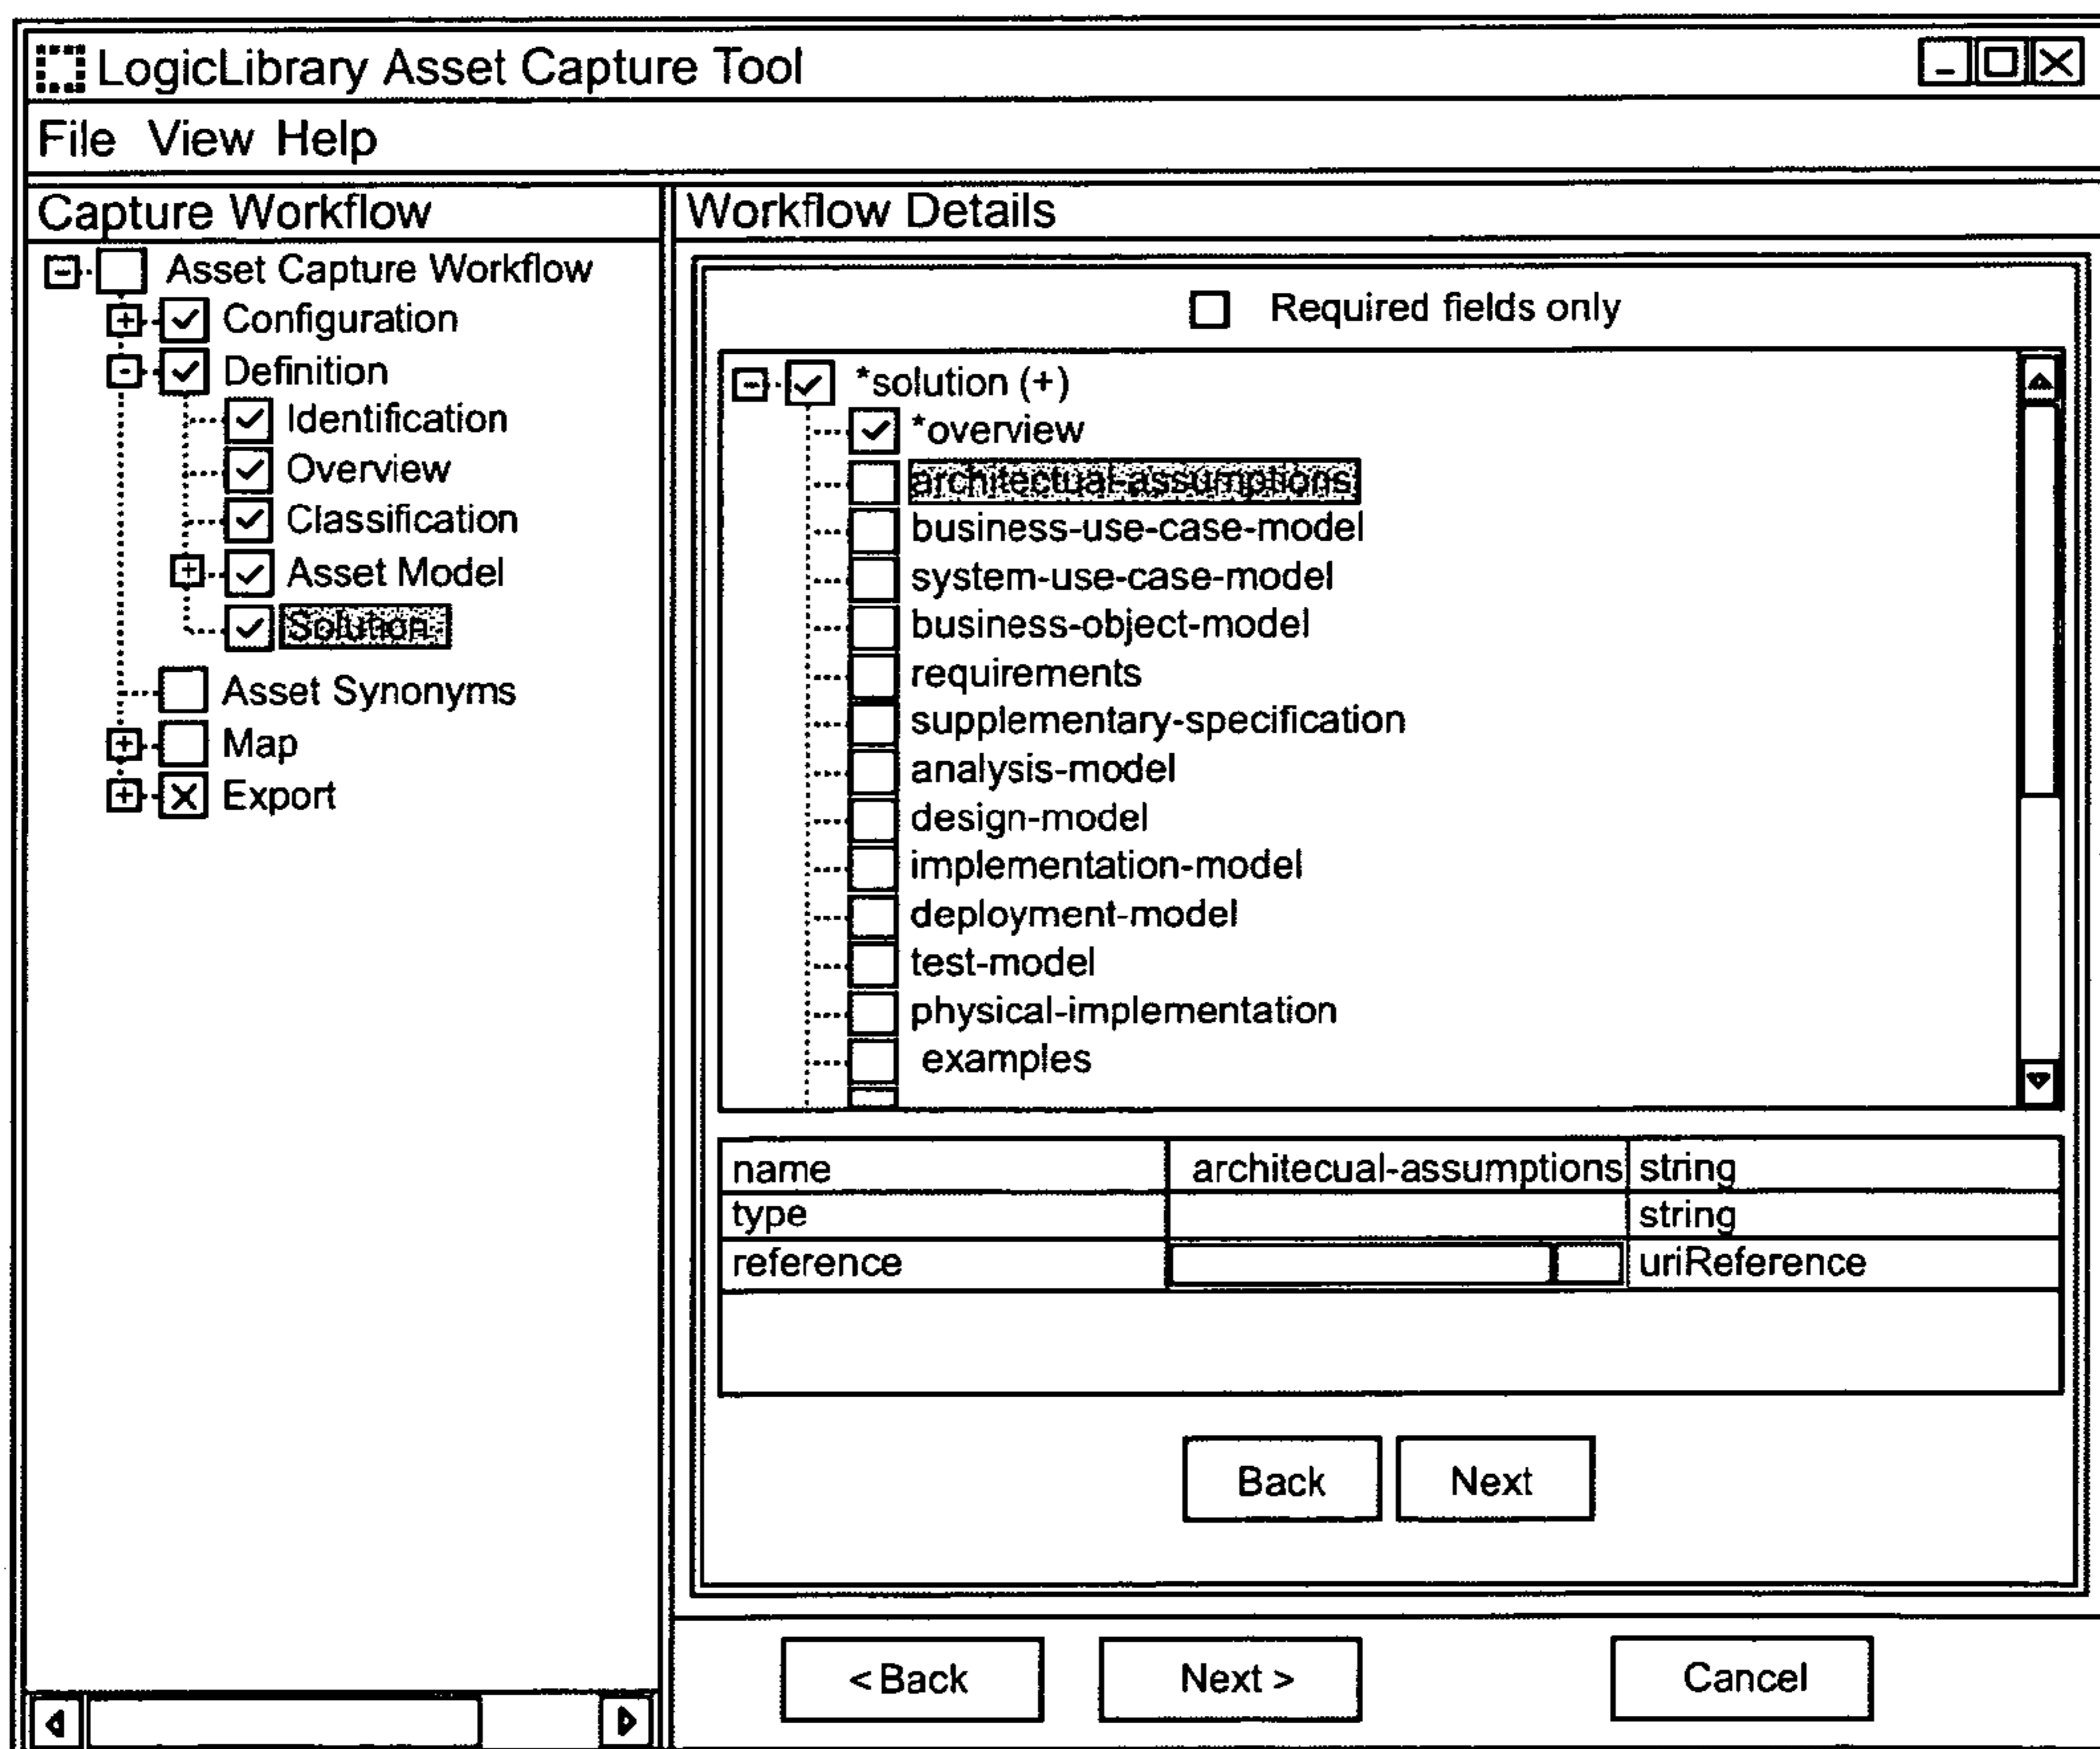 LogicLibrary Asset Capture Tool
File View Help
Capture Workflow
Asset Capture Workflow
Configuration
Definition
Identification
Overview
Classification
Asset Model
Solution
Asset Synonyms
Map
Export
Workflow Details
Required fields only
*solution (+)
*overview
architectual-assumptions
business-use-case-model
system-use-case-model
business-object-model
requirements
supplementary-specification
analysis-model
design-model
implementation-model
deployment-model
test-model
physical-implementation
examples
name architecual-assumptions string
type string
reference uriReference
Back Next
< Back Next > Cancel